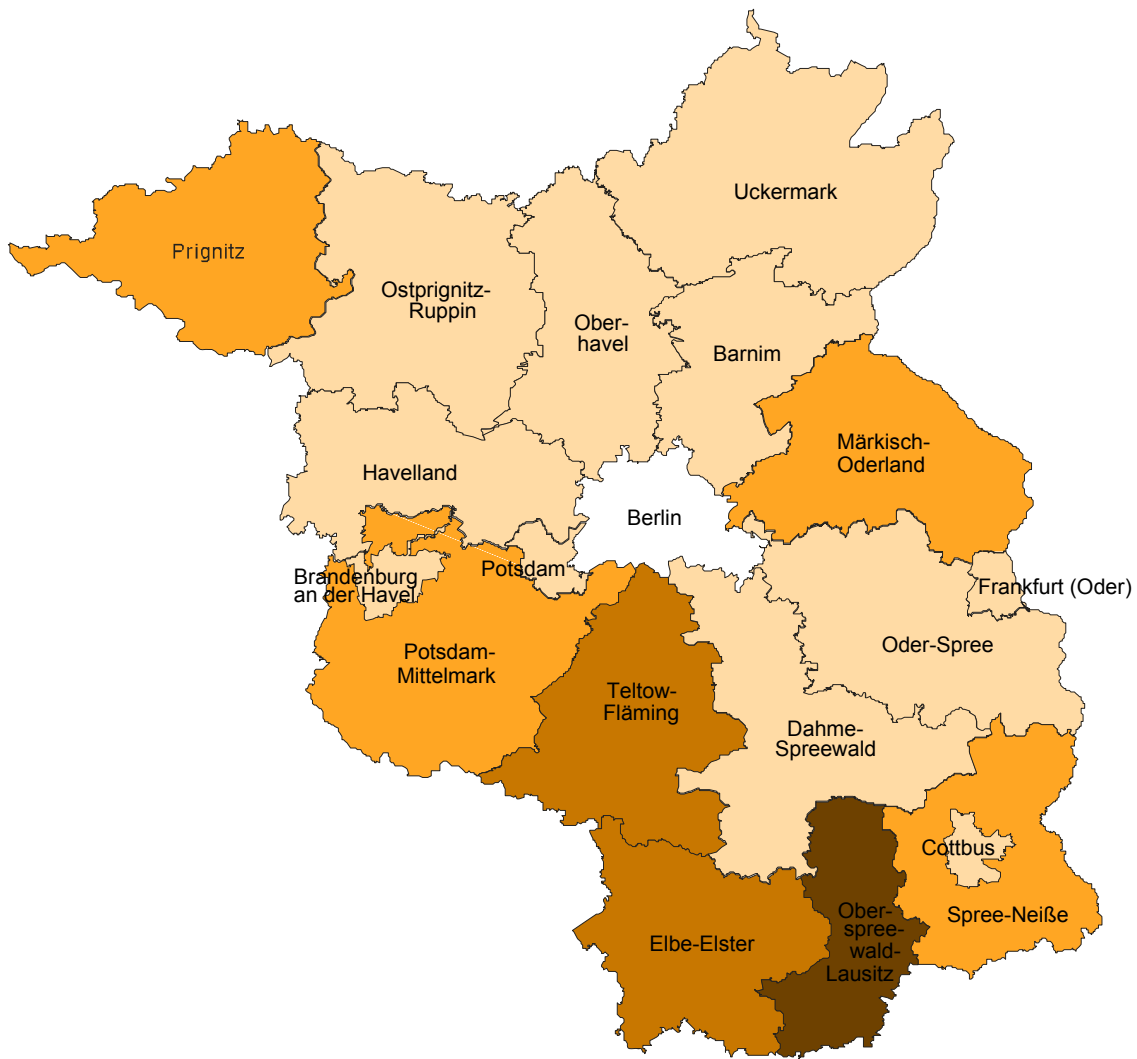 Uckermark
Prignitz
Ostprignitz-
Ruppin
Ober-
havel
Barnim
Märkisch-
Oderland
Havelland
Berlin
Potsdam
Brandenburg
an der Havel
Frankfurt (Oder)
Potsdam-
Mittelmark
Oder-Spree
Teltow-
Fläming
Dahme-
Spreewald
Cottbus
Spree-Neiße
Elbe-Elster
Ober-
spree-
wald-
Lausitz